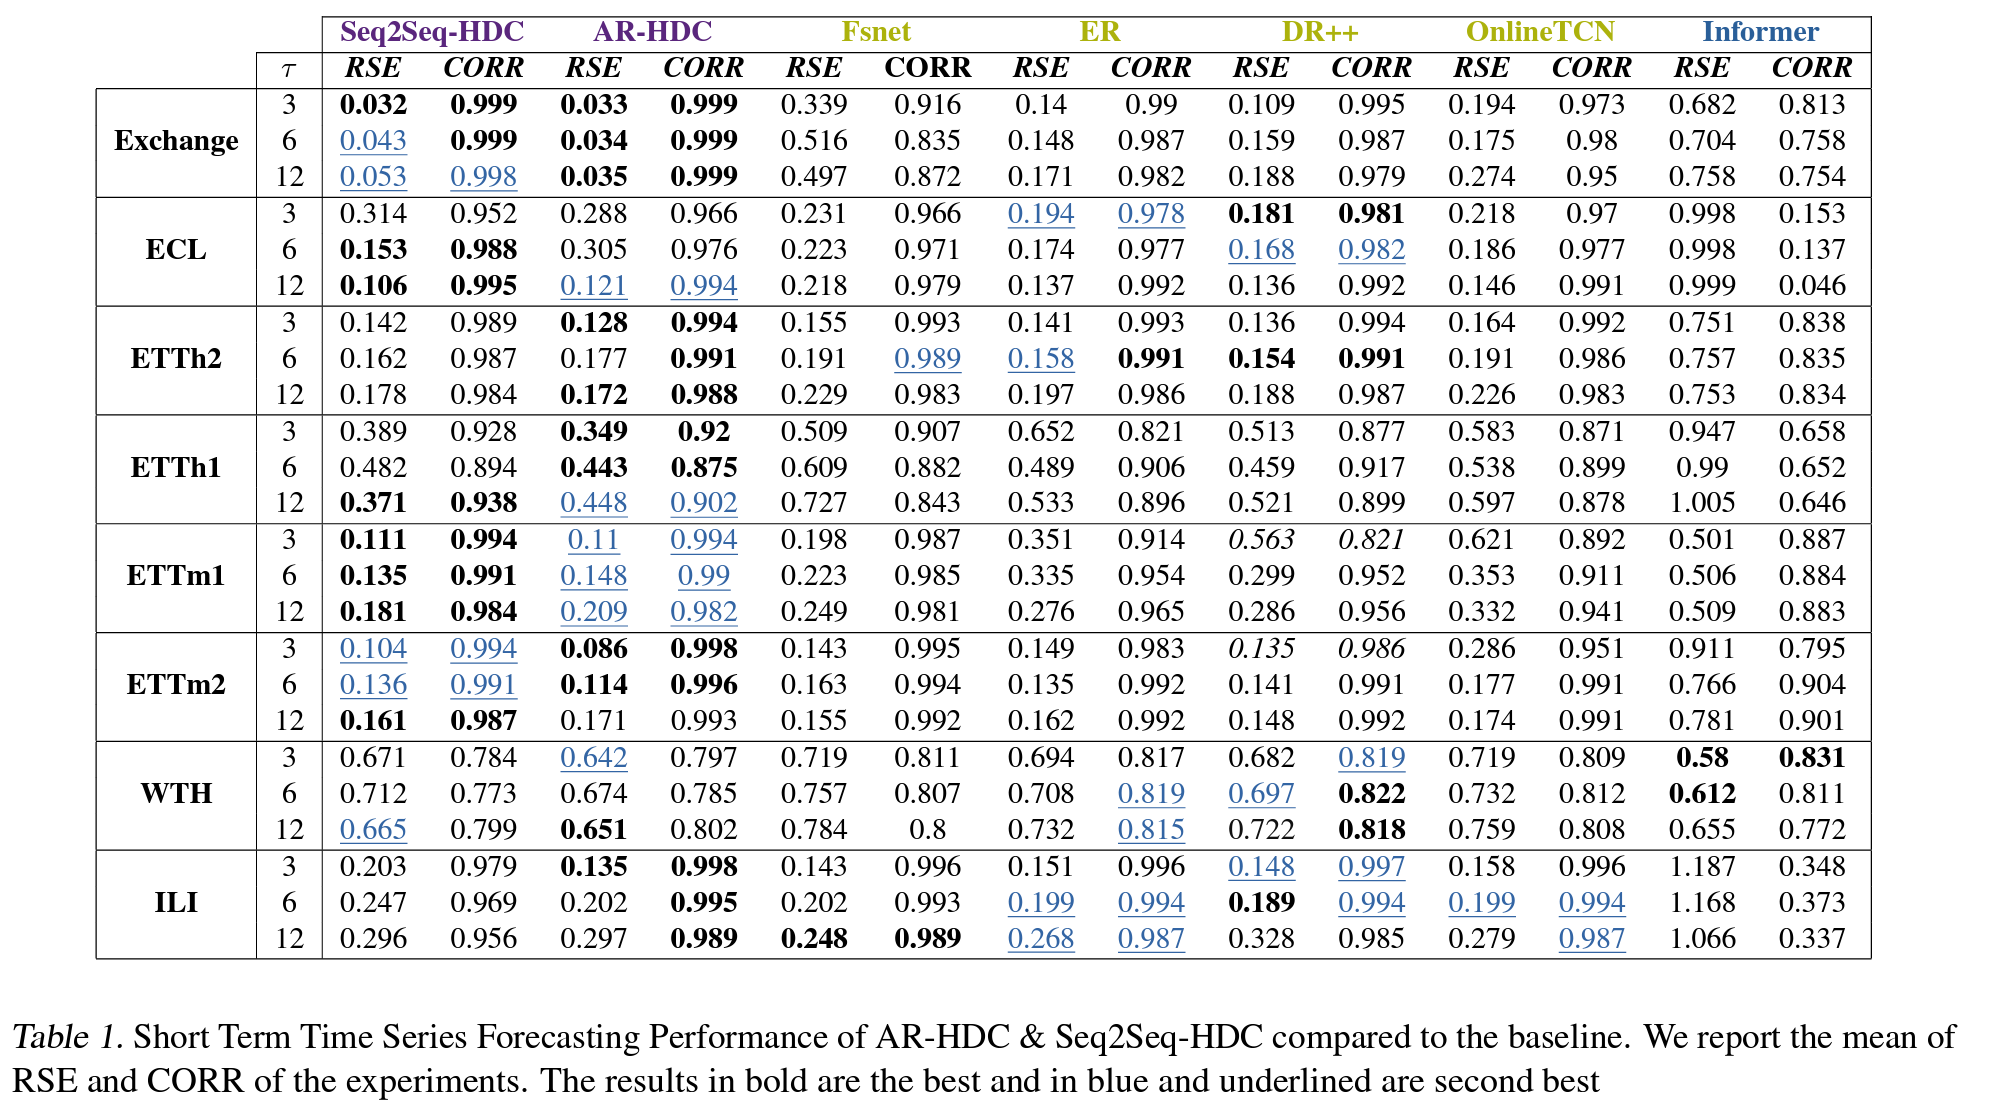 Seq2Seq-HDC AR-HDC Fsnet ER DR++ OnlineTCN Informer
τ RSE CORR RSE CORR RSE CORR RSE CORR RSE CORR RSE CORR RSE CORR
3 0.032 0.999 0.033 0.999 0.339 0.916 0.14 0.99 0.109 0.995 0.194 0.973 0.682 0.813
Exchange 6 0.043 0.999 0.034 0.999 0.516 0.835 0.148 0.987 0.159 0.987 0.175 0.98 0.704 0.758
12 0.053 0.998 0.035 0.999 0.497 0.872 0.171 0.982 0.188 0.979 0.274 0.95 0.758 0.754
3 0.314 0.952 0.288 0.966 0.231 0.966 0.194 0.978 0.181 0.981 0.218 0.97 0.998 0.153
ECL 6 0.153 0.988 0.305 0.976 0.223 0.971 0.174 0.977 0.168 0.982 0.186 0.977 0.998 0.137
12 0.106 0.995 0.121 0.994 0.218 0.979 0.137 0.992 0.136 0.992 0.146 0.991 0.999 0.046
3 0.142 0.989 0.128 0.994 0.155 0.993 0.141 0.993 0.136 0.994 0.164 0.992 0.751 0.838
ETTh2 6 0.162 0.987 0.177 0.991 0.191 0.989 0.158 0.991 0.154 0.991 0.191 0.986 0.757 0.835
12 0.178 0.984 0.172 0.988 0.229 0.983 0.197 0.986 0.188 0.987 0.226 0.983 0.753 0.834
3 0.389 0.928 0.349 0.92 0.509 0.907 0.652 0.821 0.513 0.877 0.583 0.871 0.947 0.658
ETTh1 6 0.482 0.894 0.443 0.875 0.609 0.882 0.489 0.906 0.459 0.917 0.538 0.899 0.99 0.652
12 0.371 0.938 0.448 0.902 0.727 0.843 0.533 0.896 0.521 0.899 0.597 0.878 1.005 0.646
3 0.111 0.994 0.11 0.994 0.198 0.987 0.351 0.914 0.563 0.821 0.621 0.892 0.501 0.887
ETTm1 6 0.135 0.991 0.148 0.99 0.223 0.985 0.335 0.954 0.299 0.952 0.353 0.911 0.506 0.884
12 0.181 0.984 0.209 0.982 0.249 0.981 0.276 0.965 0.286 0.956 0.332 0.941 0.509 0.883
3 0.104 0.994 0.086 0.998 0.143 0.995 0.149 0.983 0.135 0.986 0.286 0.951 0.911 0.795
ETTm2 6 0.136 0.991 0.114 0.996 0.163 0.994 0.135 0.992 0.141 0.991 0.177 0.991 0.766 0.904
12 0.161 0.987 0.171 0.993 0.155 0.992 0.162 0.992 0.148 0.992 0.174 0.991 0.781 0.901
3 0.671 0.784 0.642 0.797 0.719 0.811 0.694 0.817 0.682 0.819 0.719 0.809 0.58 0.831
WTH 6 0.712 0.773 0.674 0.785 0.757 0.807 0.708 0.819 0.697 0.822 0.732 0.812 0.612 0.811
12 0.665 0.799 0.651 0.802 0.784 0.8 0.732 0.815 0.722 0.818 0.759 0.808 0.655 0.772
3 0.203 0.979 0.135 0.998 0.143 0.996 0.151 0.996 0.148 0.997 0.158 0.996 1.187 0.348
ILI 6 0.247 0.969 0.202 0.995 0.202 0.993 0.199 0.994 0.189 0.994 0.199 0.994 1.168 0.373
12 0.296 0.956 0.297 0.989 0.248 0.989 0.268 0.987 0.328 0.985 0.279 0.987 1.066 0.337
Table 1. Short Term Time Series Forecasting Performance of AR-HDC & Seq2Seq-HDC compared to the baseline. We report the mean of
RSE and CORR of the experiments. The results in bold are the best and in blue and underlined are second best